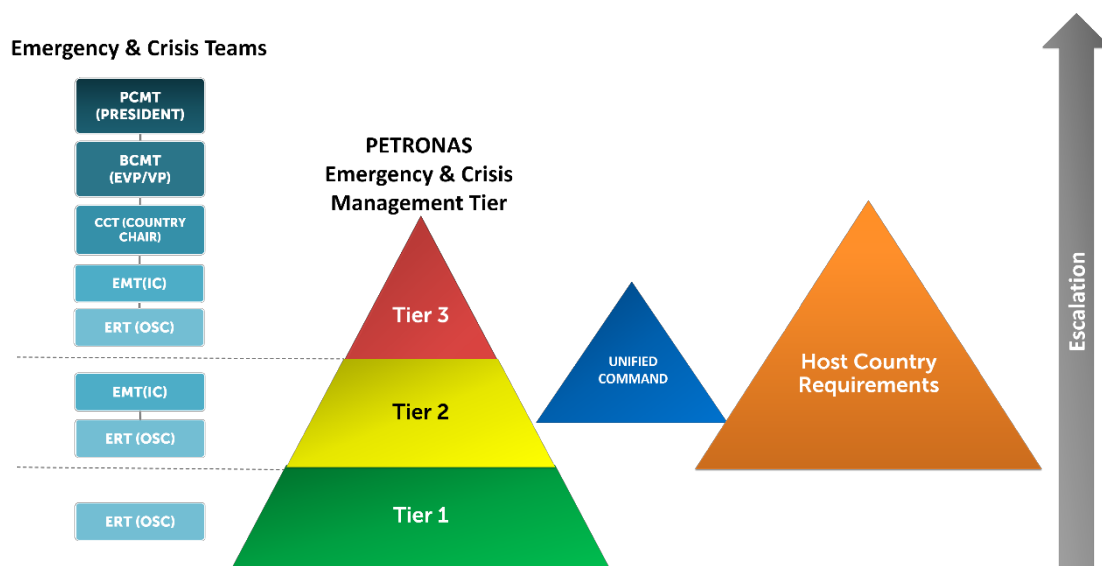 Emergency & Crisis Teams
PCMT
(PRESIDENT)
BCMT
(EVP/VP)
CCT (COUNTRY
CHAIR)
EMT(IC)
ERT (OSC)
EMT(IC)
ERT (OSC)
ERT (OSC)
PETRONAS
Emergency & Crisis
Management Tier
Tier 3
Tier 2
Tier 1
UNIFIED
COMMAND
Host Country
Requirements
Escalation